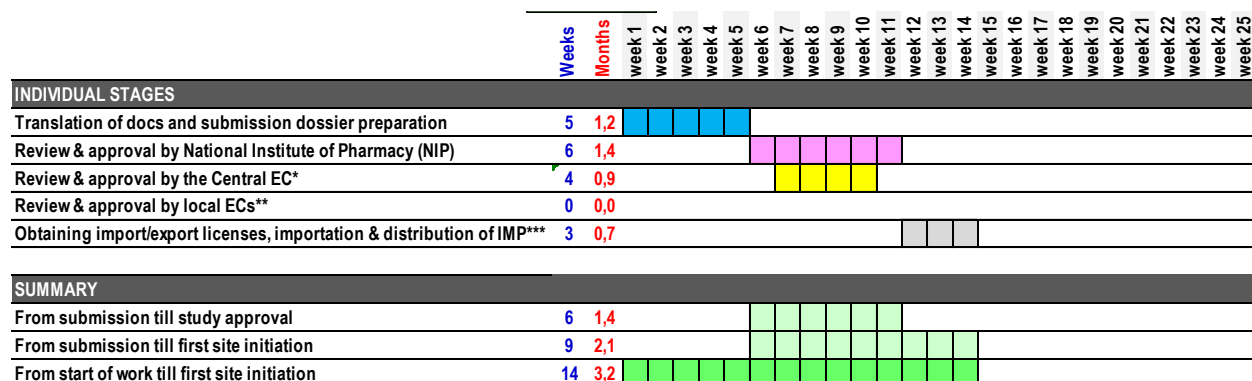 Weeks Months week 1 week 2 week 3 week 4 week 5 week 6 week 7 week 8 week 9 week 10 week 11 week 12 week 13 week 14 week 15 week 16 week 17 week 18 week 19 week 20 week 21 week 22 week 23 week 24 week 25
INDIVIDUAL STAGES
Translation of docs and submission dossier preparation 5 1,2
Review & approval by National Institute of Pharmacy (NIP) 6 1,4
Review & approval by the Central EC* 4 0,9
Review & approval by local ECs** 0 0,0
Obtaining import/export licenses, importation & distribution of IMP*** 3 0,7
SUMMARY
From submission till study approval 6 1,4
From submission till first site initiation 9 2,1
From start of work till first site initiation 14 3,2